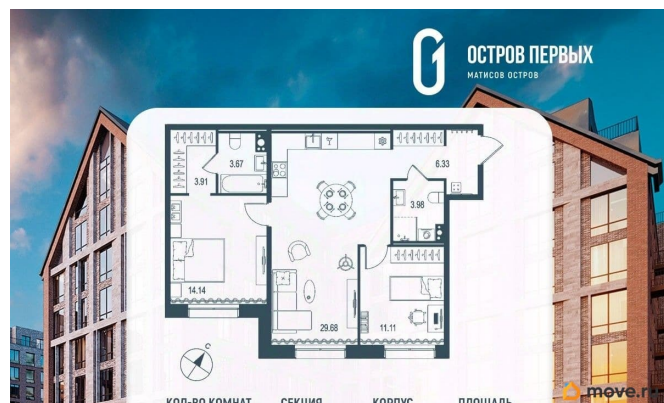 ОСТРОВ ПЕРВЫХ
МАТИСОВ ОСТРОВ
3.67
3.91
6.33
3.98
14.14
29.68
11.11
С
КОЛ-ВО КОМНАТ СЕКЦИЯ КОРПУС ПЛОЩАДЬ
move.ru